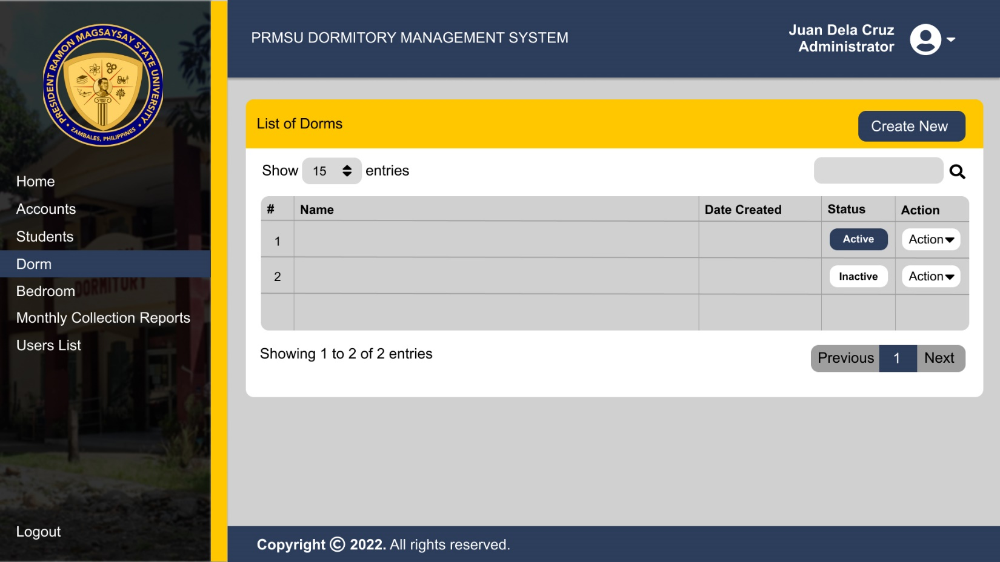 PRESIDENT RAMON MAGSAYSAY STATE UNIVERSITY
ZAMBALES, PHILIPPINES
Home
Accounts
Students
Dorm
Bedroom
DORMITORY
Monthly Collection Reports
Users List
Logout
PRMSU DORMITORY MANAGEMENT SYSTEM
Juan Dela Cruz
Administrator
List of Dorms
Create New
Show 15 entries
# Name Date Created Status Action
1 Active Action
2 Inactive Action
Showing 1 to 2 of 2 entries
Previous 1 Next
Copyright © 2022. All rights reserved.